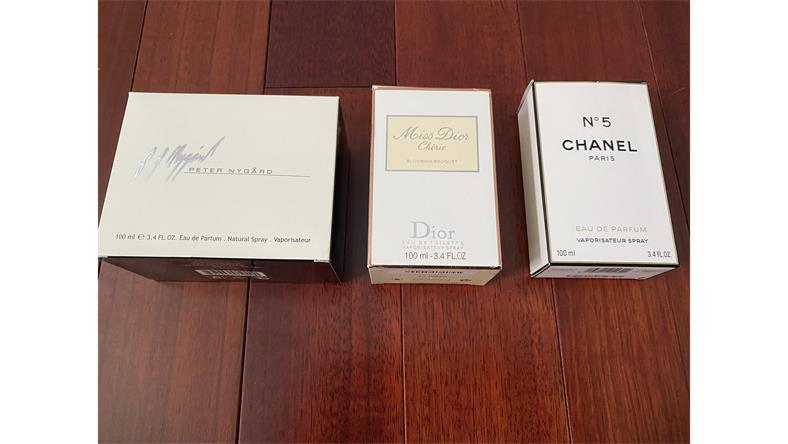 P. J. Nygård
PETER NYGÅRD
100 ml ℮ 3.4 FL.OZ. Eau de Parfum . Natural Spray . Vaporisateur
Miss Dior
Chérie
BLOOMING BOUQUET
Dior
EAU DE TOILETTE
VAPORISATEUR SPRAY
100 ml -3.4 FL.OZ
N°5
CHANEL
PARIS
EAU DE PARFUM
VAPORISATEUR SPRAY
100 ml 3.4 FL.OZ.